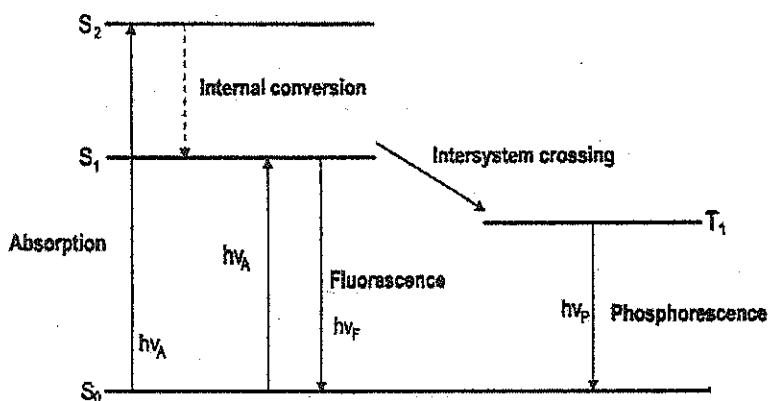 S2
Internal conversion
S1
Intersystem crossing
T1
Absorption
hνA
Fluorescence
hνA
hνF
hνP
Phosphorescence
S0